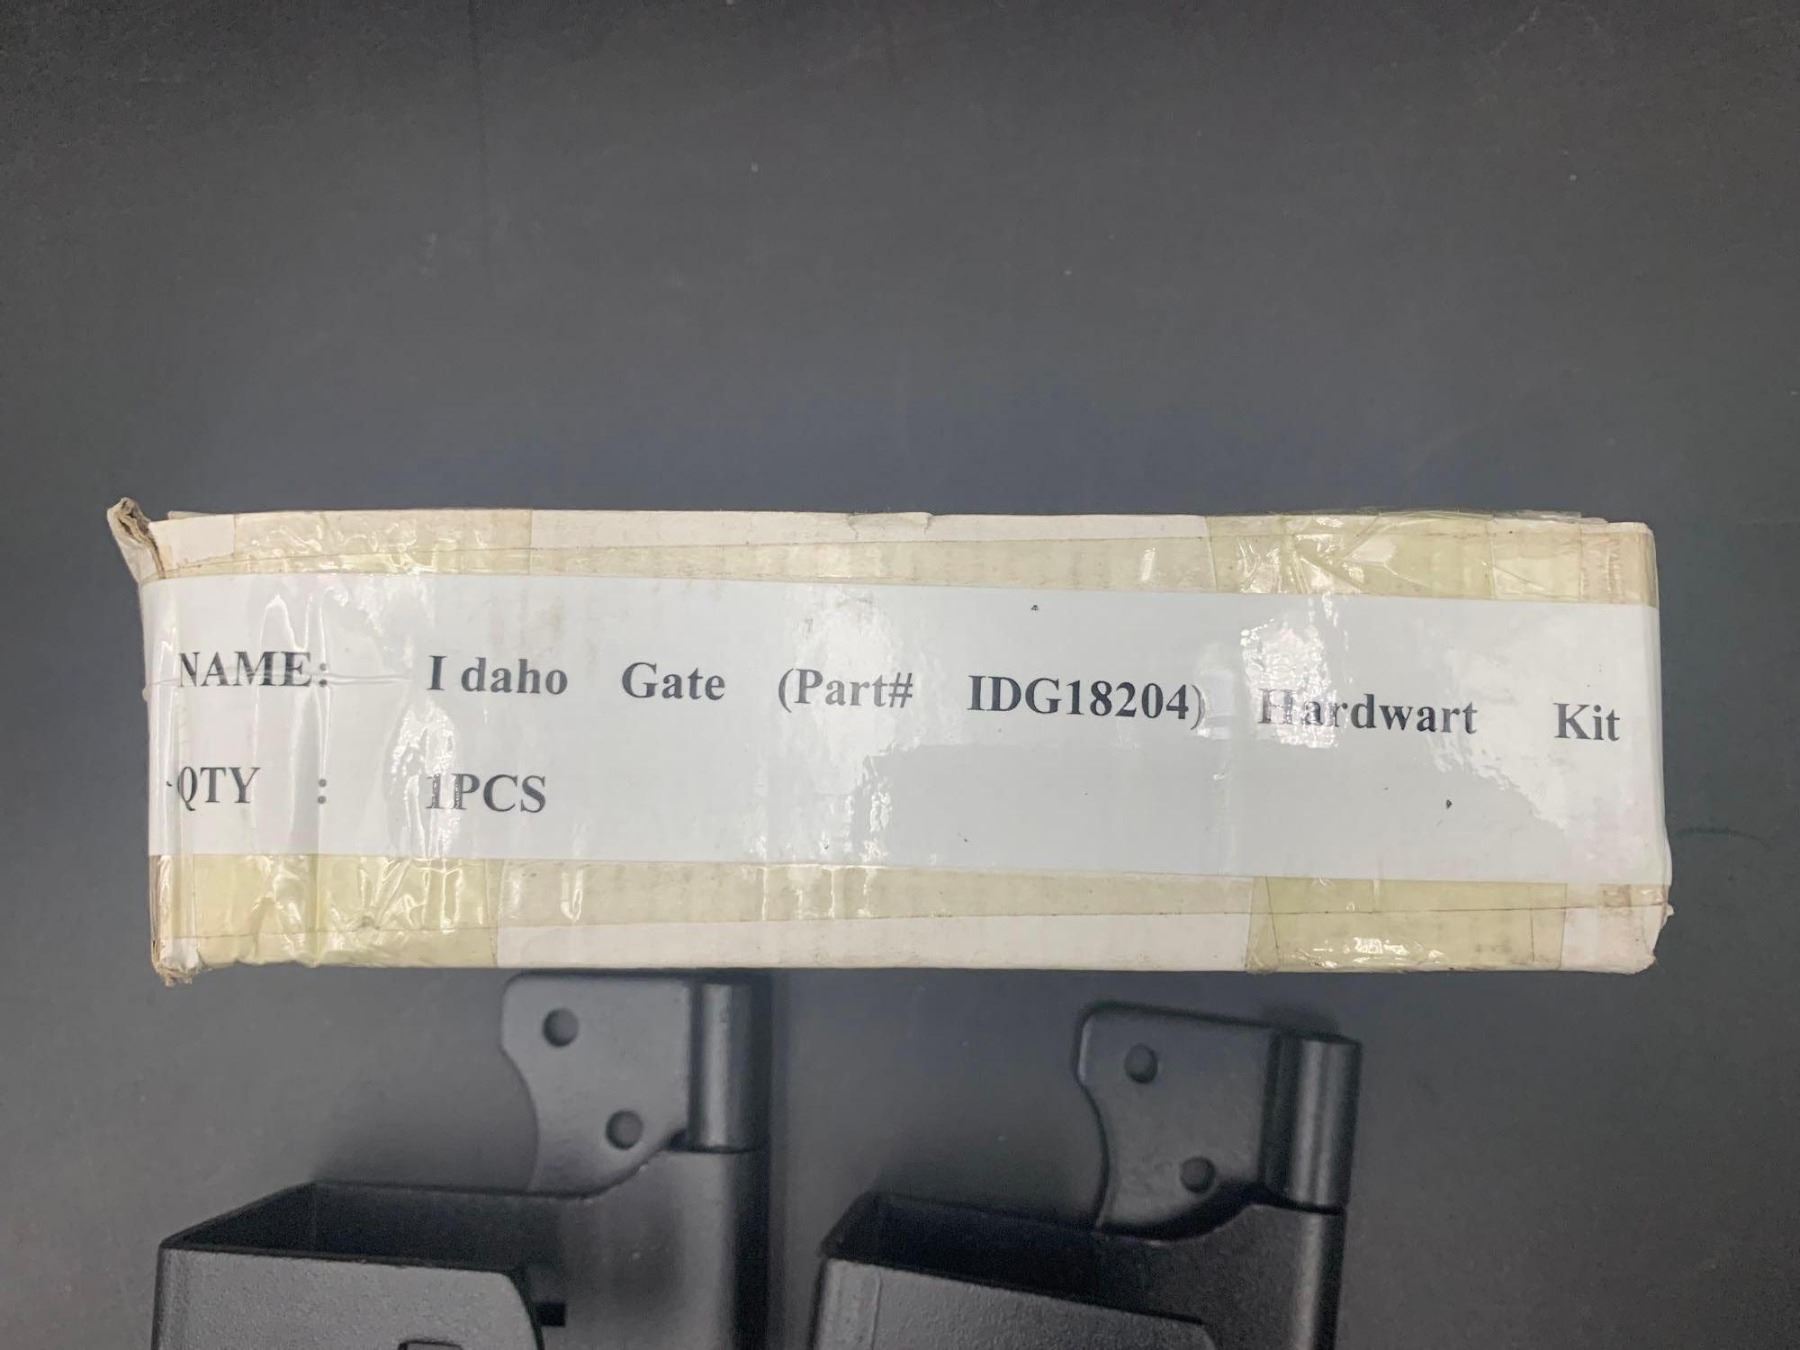 NAME: I daho Gate (Part# IDG18204) Hardwart Kit
QTY : 1PCS